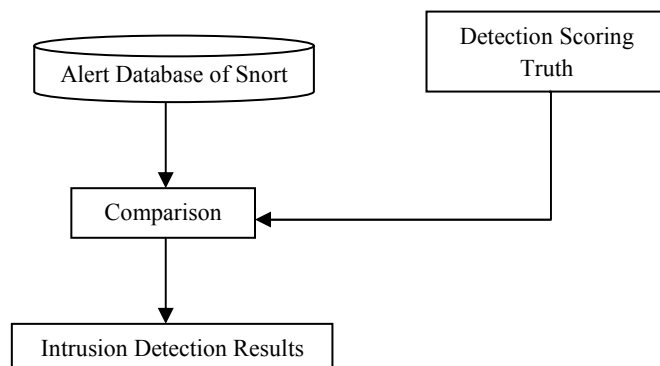 Alert Database of Snort
Detection Scoring
Truth
Comparison
Intrusion Detection Results